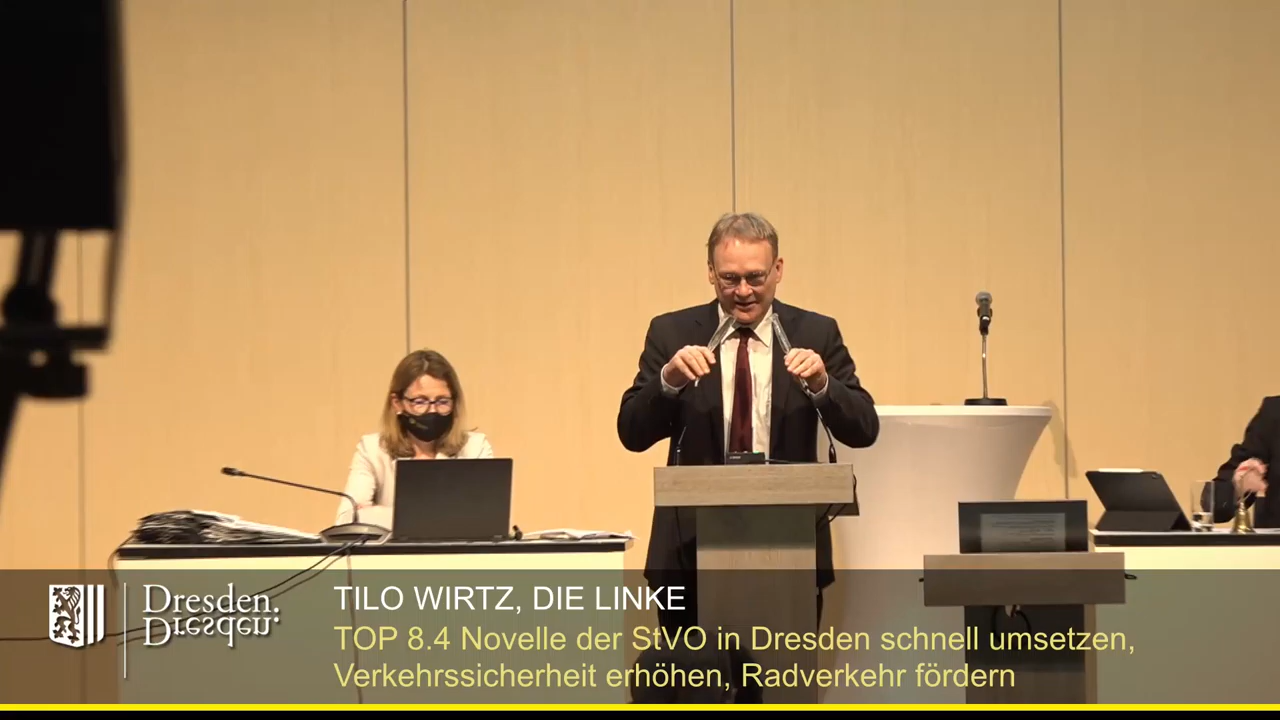 Dresden.
Dresden.
TILO WIRTZ, DIE LINKE
TOP 8.4 Novelle der StVO in Dresden schnell umsetzen,
Verkehrssicherheit erhöhen, Radverkehr fördern